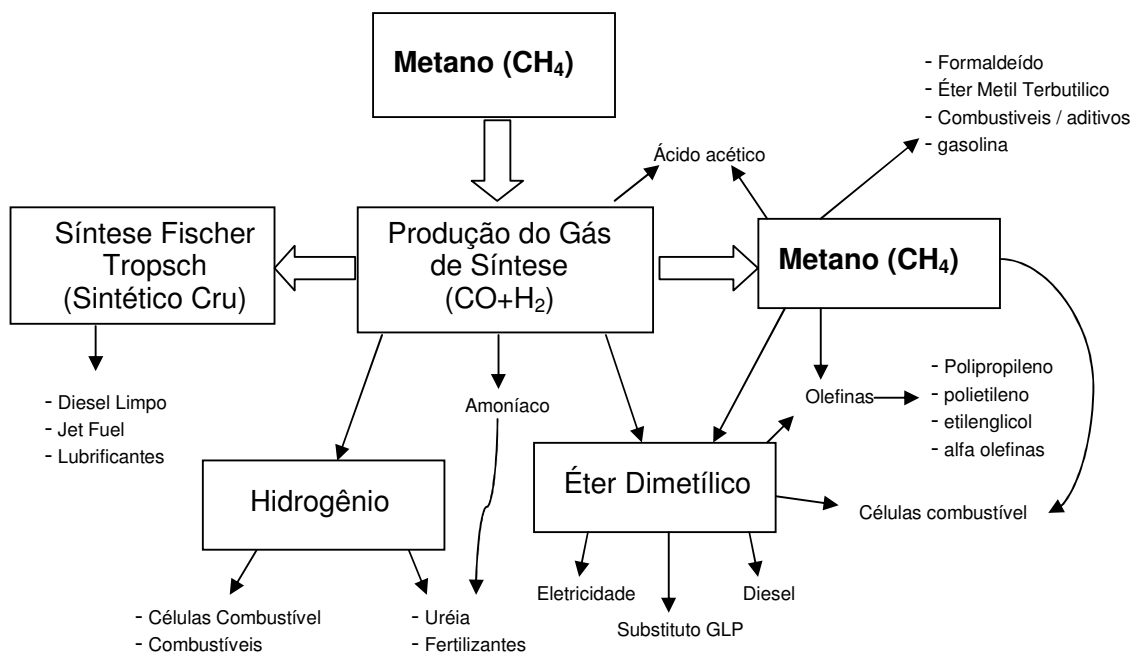 Metano (CH₄)
- Formaldeído
- Éter Metil Terbutilico
- Combustiveis / aditivos
- gasolina
Ácido acético
Síntese Fischer
Tropsch
(Sintético Cru)
Produção do Gás
de Síntese
(CO+H₂)
Metano (CH₄)
- Diesel Limpo
- Jet Fuel
- Lubrificantes
Amoníaco
Olefinas
- Polipropileno
- polietileno
- etilenglicol
- alfa olefinas
Hidrogênio
Éter Dimetílico
Células combustível
- Células Combustível
- Combustíveis
- Uréia
- Fertilizantes
Eletricidade
Substituto GLP
Diesel